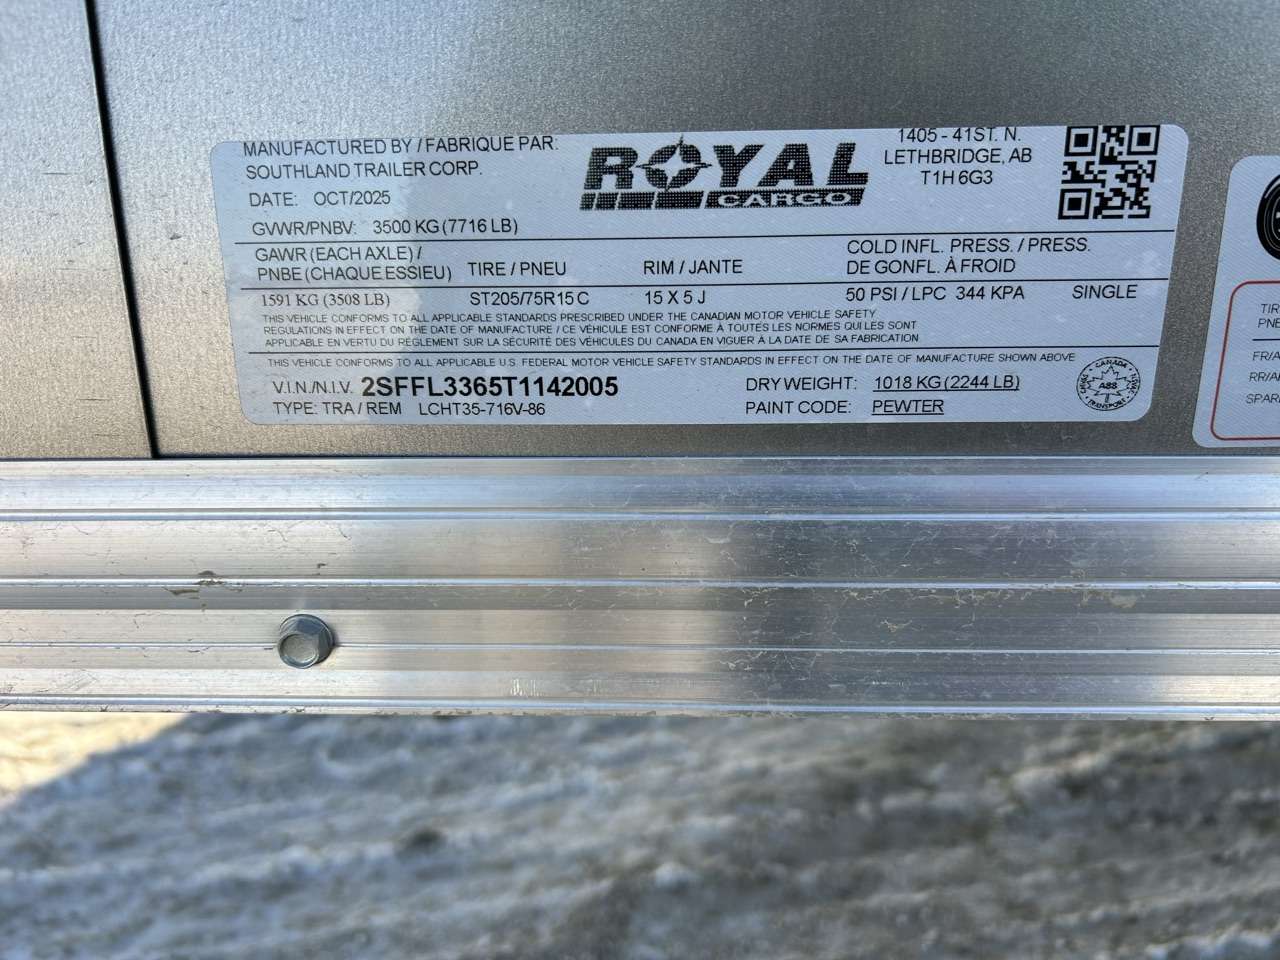 MANUFACTURED BY / FABRIQUE PAR:
SOUTHLAND TRAILER CORP.
DATE: OCT/2025
ROYAL
CARGO
1405 - 41ST. N.
LETHBRIDGE, AB
T1H 6G3
GVWR/PNBV: 3500 KG (7716 LB)
GAWR (EACH AXLE) /
PNBE (CHAQUE ESSIEU) TIRE / PNEU RIM / JANTE
COLD INFL. PRESS. / PRESS.
DE GONFL. À FROID
1591 KG (3508 LB) ST205/75R15 C 15 X 5 J 50 PSI / LPC 344 KPA SINGLE
THIS VEHICLE CONFORMS TO ALL APPLICABLE STANDARDS PRESCRIBED UNDER THE CANADIAN MOTOR VEHICLE SAFETY
REGULATIONS IN EFFECT ON THE DATE OF MANUFACTURE / CE VÉHICULE EST CONFORME À TOUTES LES NORMES QUI LES SONT
APPLICABLE EN VERTU DU RÈGLEMENT SUR LA SÉCURITÉ DES VÉHICULES DU CANADA EN VIGUER À LA DATE DE SA FABRICATION
THIS VEHICLE CONFORMS TO ALL APPLICABLE U.S. FEDERAL MOTOR VEHICLE SAFETY STANDARDS IN EFFECT ON THE DATE OF MANUFACTURE SHOWN ABOVE
V.I.N./N.I.V. 2SFFL3365T1142005 DRY WEIGHT: 1018 KG (2244 LB)
TYPE: TRA / REM LCHT35-716V-86 PAINT CODE: PEWTER
CANADA
TRANSPORT
TIR
PNE
FR/A
RR/A
SPAR